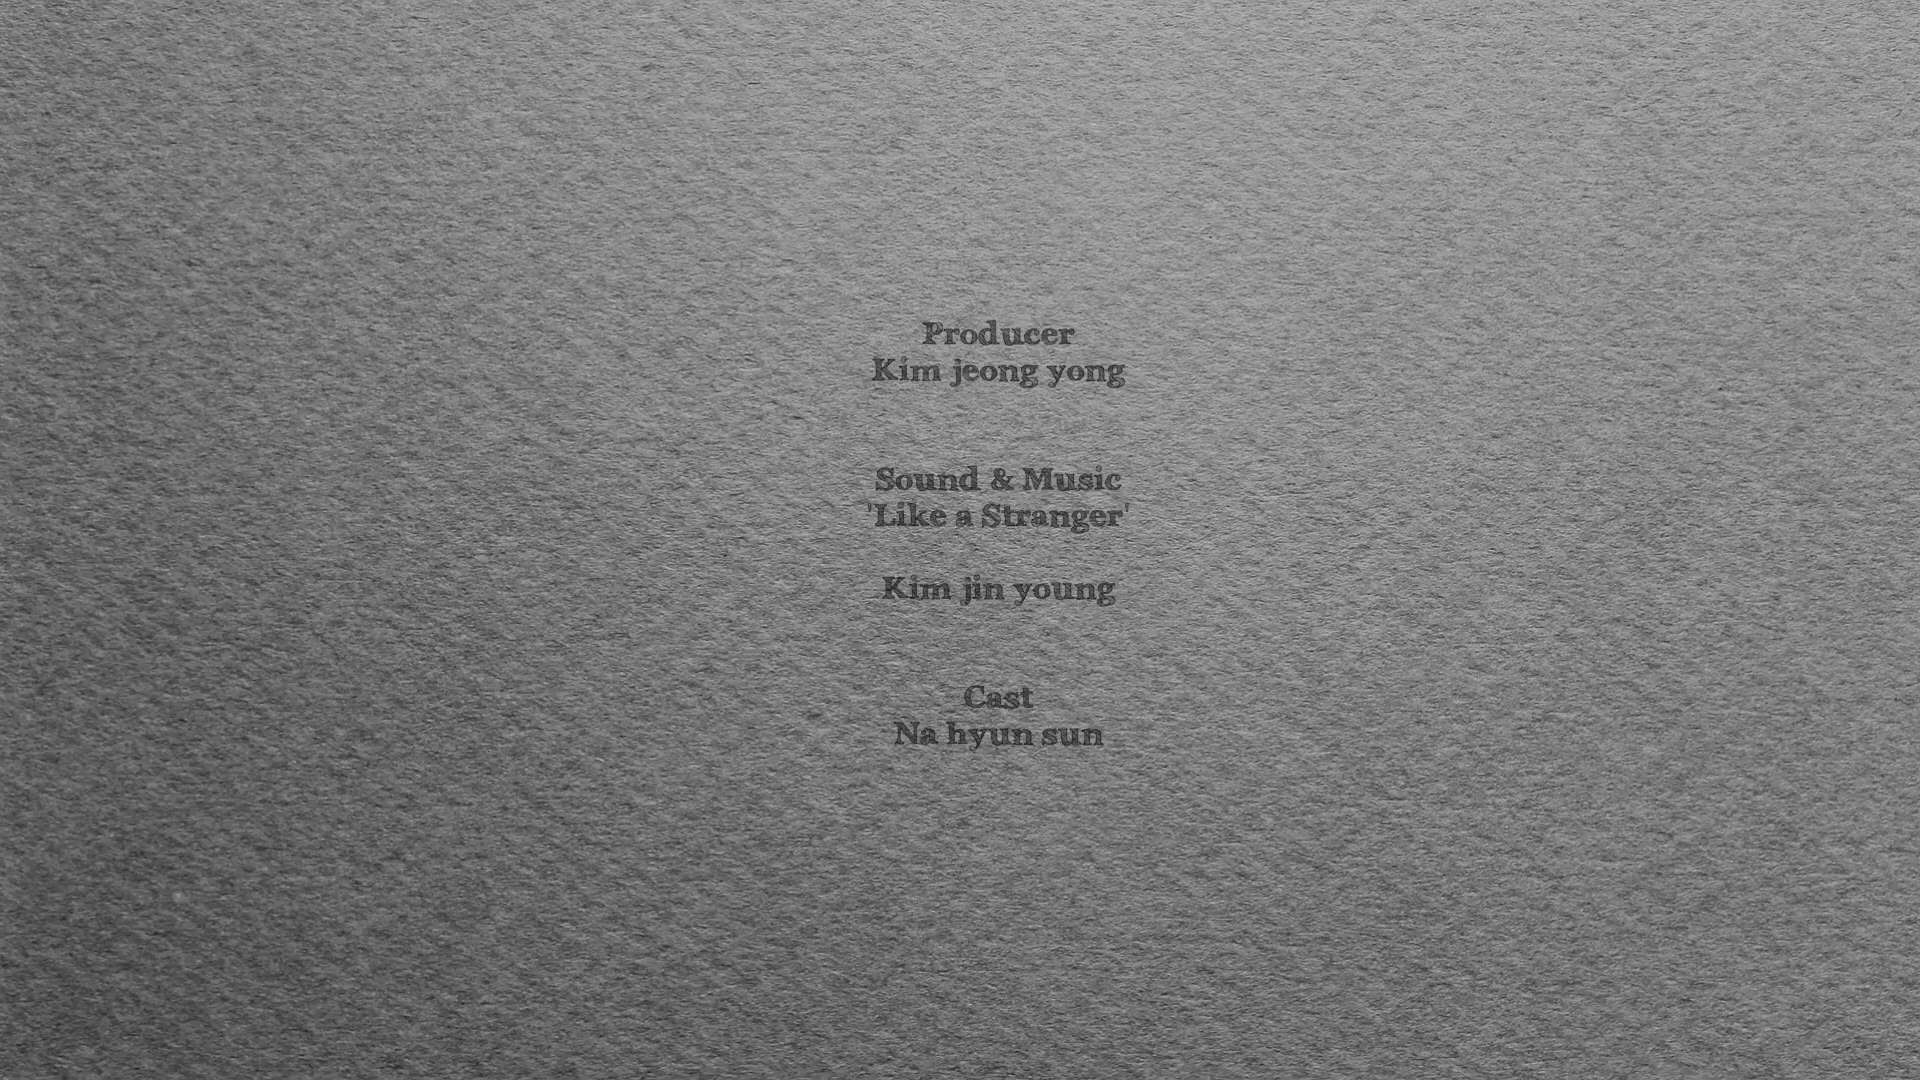 Producer
Kim jeong yong
Sound & Music
'Like a Stranger'
Kim jin young
Cast
Na hyun sun